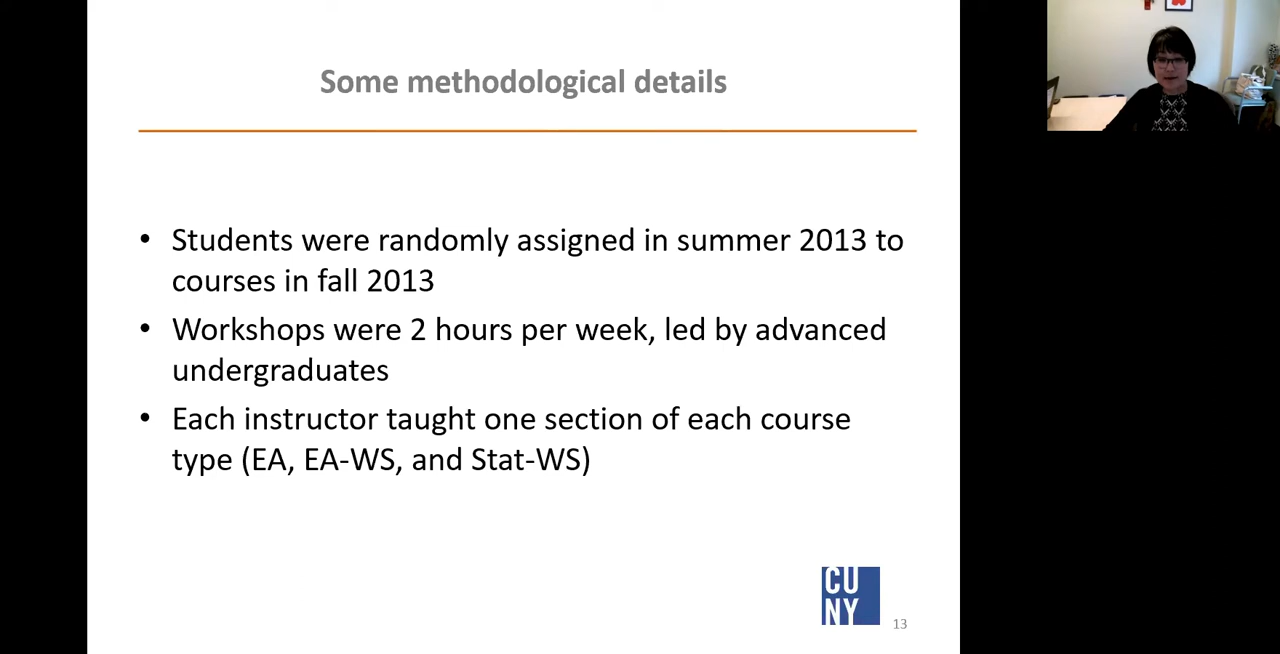 Some methodological details
• Students were randomly assigned in summer 2013 to
courses in fall 2013
• Workshops were 2 hours per week, led by advanced
undergraduates
• Each instructor taught one section of each course
type (EA, EA-WS, and Stat-WS)
CU
NY
13